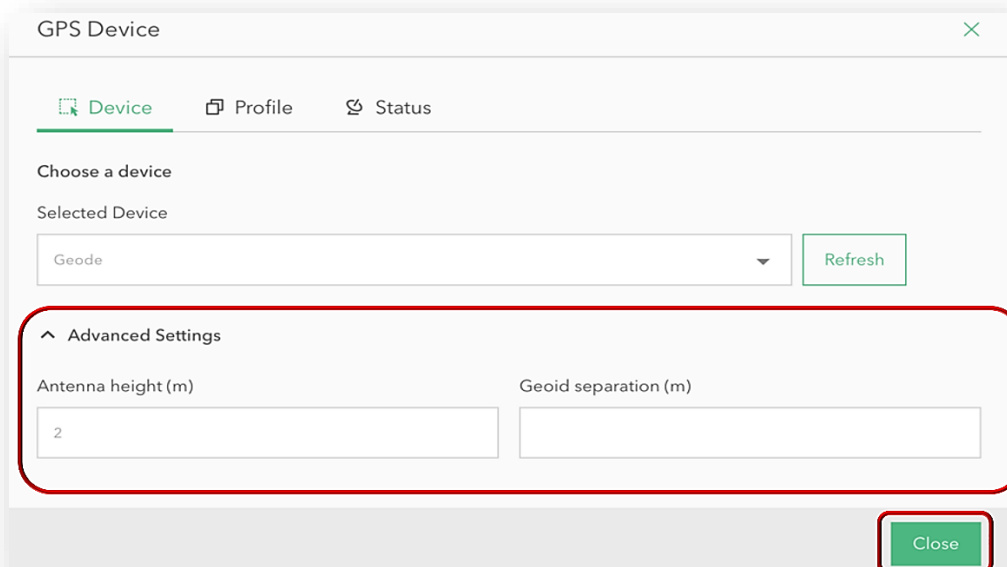 GPS Device
Device Profile Status
Choose a device
Selected Device
Geode Refresh
Advanced Settings
Antenna height (m) Geoid separation (m)
2
Close